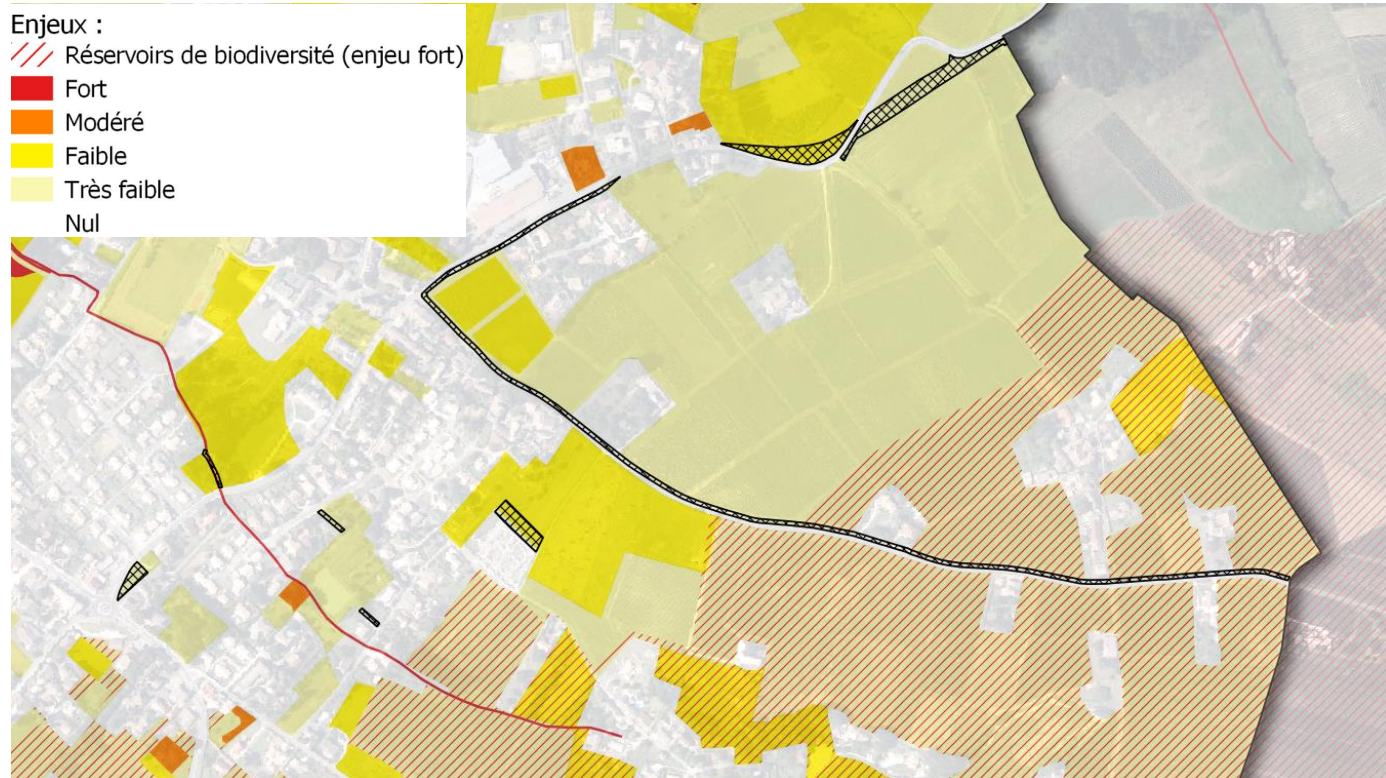 Enjeux :
Réservoirs de biodiversité (enjeu fort)
Fort
Modéré
Faible
Très faible
Nul